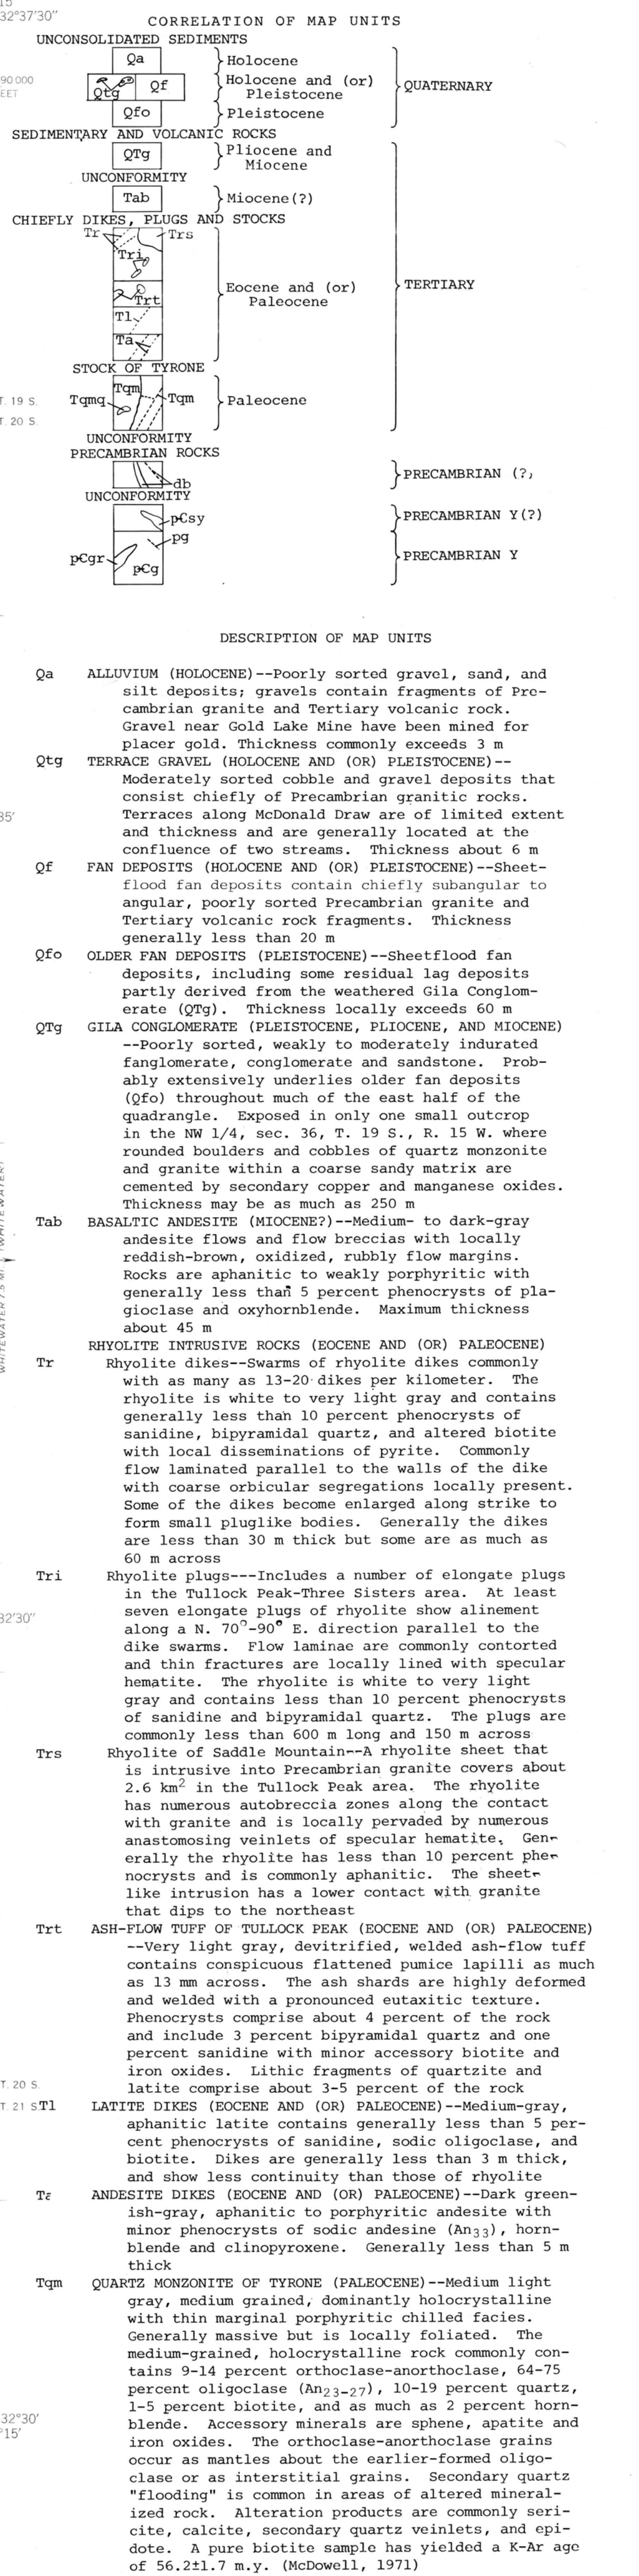 15
32°37'30"
CORRELATION OF MAP UNITS
UNCONSOLIDATED SEDIMENTS
Qa
Holocene
90 000
EET
Qtg
Qf
Holocene and (or)
Pleistocene
QUATERNARY
Qfo
Pleistocene
SEDIMENTARY AND VOLCANIC ROCKS
QTg
Pliocene and
Miocene
UNCONFORMITY
Tab
Miocene(?)
CHIEFLY DIKES, PLUGS AND STOCKS
Tr
Trs
Tri
Trt
Tl
Ta
Eocene and (or)
Paleocene
TERTIARY
STOCK OF TYRONE
Tqm
Tqmq
Tqm
Paleocene
T. 19 S.
T. 20 S.
UNCONFORMITY
PRECAMBRIAN ROCKS
db
PRECAMBRIAN (?)
UNCONFORMITY
p€sy
PRECAMBRIAN Y(?)
pg
p€gr
p€g
PRECAMBRIAN Y
DESCRIPTION OF MAP UNITS
Qa ALLUVIUM (HOLOCENE)--Poorly sorted gravel, sand, and
silt deposits; gravels contain fragments of Pre-
cambrian granite and Tertiary volcanic rock.
Gravel near Gold Lake Mine have been mined for
placer gold. Thickness commonly exceeds 3 m
Qtg TERRACE GRAVEL (HOLOCENE AND (OR) PLEISTOCENE)--
Moderately sorted cobble and gravel deposits that
consist chiefly of Precambrian granitic rocks.
35' Terraces along McDonald Draw are of limited extent
and thickness and are generally located at the
confluence of two streams. Thickness about 6 m
Qf FAN DEPOSITS (HOLOCENE AND (OR) PLEISTOCENE)--Sheet-
flood fan deposits contain chiefly subangular to
angular, poorly sorted Precambrian granite and
Tertiary volcanic rock fragments. Thickness
generally less than 20 m
Qfo OLDER FAN DEPOSITS (PLEISTOCENE)--Sheetflood fan
deposits, including some residual lag deposits
partly derived from the weathered Gila Conglom-
erate (QTg). Thickness locally exceeds 60 m
QTg GILA CONGLOMERATE (PLEISTOCENE, PLIOCENE, AND MIOCENE)
--Poorly sorted, weakly to moderately indurated
fanglomerate, conglomerate and sandstone. Prob-
ably extensively underlies older fan deposits
(Qfo) throughout much of the east half of the
quadrangle. Exposed in only one small outcrop
in the NW 1/4, sec. 36, T. 19 S., R. 15 W. where
rounded boulders and cobbles of quartz monzonite
and granite within a coarse sandy matrix are
cemented by secondary copper and manganese oxides.
Thickness may be as much as 250 m
Tab BASALTIC ANDESITE (MIOCENE?)--Medium- to dark-gray
andesite flows and flow breccias with locally
reddish-brown, oxidized, rubbly flow margins.
Rocks are aphanitic to weakly porphyritic with
generally less than 5 percent phenocrysts of pla-
gioclase and oxyhornblende. Maximum thickness
about 45 m
RHYOLITE INTRUSIVE ROCKS (EOCENE AND (OR) PALEOCENE)
Tr Rhyolite dikes--Swarms of rhyolite dikes commonly
with as many as 13-20 dikes per kilometer. The
rhyolite is white to very light gray and contains
generally less than 10 percent phenocrysts of
sanidine, bipyramidal quartz, and altered biotite
with local disseminations of pyrite. Commonly
flow laminated parallel to the walls of the dike
with coarse orbicular segregations locally present.
Some of the dikes become enlarged along strike to
form small pluglike bodies. Generally the dikes
are less than 30 m thick but some are as much as
60 m across
Tri Rhyolite plugs---Includes a number of elongate plugs
in the Tullock Peak-Three Sisters area. At least
32'30" seven elongate plugs of rhyolite show alinement
along a N. 70°-90° E. direction parallel to the
dike swarms. Flow laminae are commonly contorted
and thin fractures are locally lined with specular
hematite. The rhyolite is white to very light
gray and contains less than 10 percent phenocrysts
of sanidine and bipyramidal quartz. The plugs are
commonly less than 600 m long and 150 m across
Trs Rhyolite of Saddle Mountain--A rhyolite sheet that
is intrusive into Precambrian granite covers about
2.6 km2 in the Tullock Peak area. The rhyolite
has numerous autobreccia zones along the contact
with granite and is locally pervaded by numerous
anastomosing veinlets of specular hematite. Gen-
erally the rhyolite has less than 10 percent phe-
nocrysts and is commonly aphanitic. The sheet-
like intrusion has a lower contact with granite
that dips to the northeast
Trt ASH-FLOW TUFF OF TULLOCK PEAK (EOCENE AND (OR) PALEOCENE)
--Very light gray, devitrified, welded ash-flow tuff
contains conspicuous flattened pumice lapilli as much
as 13 mm across. The ash shards are highly deformed
and welded with a pronounced eutaxitic texture.
Phenocrysts comprise about 4 percent of the rock
and include 3 percent bipyramidal quartz and one
percent sanidine with minor accessory biotite and
iron oxides. Lithic fragments of quartzite and
T. 20 S. latite comprise about 3-5 percent of the rock
T. 21 S. Tl LATITE DIKES (EOCENE AND (OR) PALEOCENE)--Medium-gray,
aphanitic latite contains generally less than 5 per-
cent phenocrysts of sanidine, sodic oligoclase, and
biotite. Dikes are generally less than 3 m thick,
and show less continuity than those of rhyolite
Ta ANDESITE DIKES (EOCENE AND (OR) PALEOCENE)--Dark green-
ish-gray, aphanitic to porphyritic andesite with
minor phenocrysts of sodic andesine (An33), horn-
blende and clinopyroxene. Generally less than 5 m
thick
Tqm QUARTZ MONZONITE OF TYRONE (PALEOCENE)--Medium light
gray, medium grained, dominantly holocrystalline
with thin marginal porphyritic chilled facies.
Generally massive but is locally foliated. The
medium-grained, holocrystalline rock commonly con-
tains 9-14 percent orthoclase-anorthoclase, 64-75
percent oligoclase (An23-27), 10-19 percent quartz,
1-5 percent biotite, and as much as 2 percent horn-
32°30' blende. Accessory minerals are sphene, apatite and
°15' iron oxides. The orthoclase-anorthoclase grains
occur as mantles about the earlier-formed oligo-
clase or as interstitial grains. Secondary quartz
"flooding" is common in areas of altered mineral-
ized rock. Alteration products are commonly seri-
cite, calcite, secondary quartz veinlets, and epi-
dote. A pure biotite sample has yielded a K-Ar age
of 56.2±1.7 m.y. (McDowell, 1971)